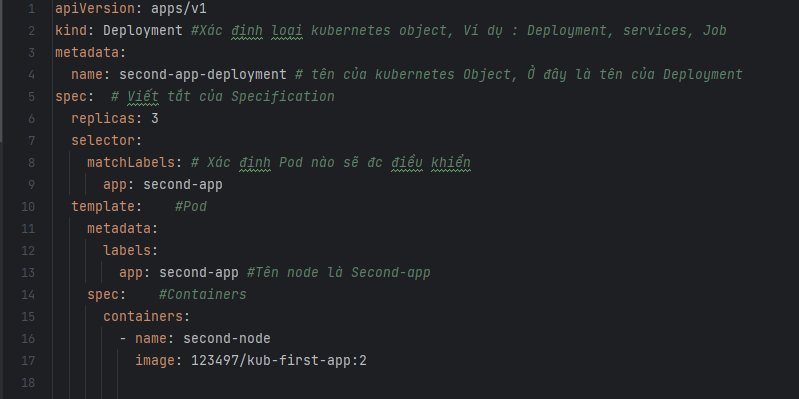 1 apiVersion: apps/v1
2 kind: Deployment #Xác định loại kubernetes object, Ví dụ : Deployment, services, Job
3 metadata:
4 name: second-app-deployment # tên của kubernetes Object, Ở đây là tên của Deployment
5 spec: # Viết tắt của Specification
6 replicas: 3
7 selector:
8 matchLabels: # Xác định Pod nào sẽ đc điều khiển
9 app: second-app
10 template: #Pod
11 metadata:
12 labels:
13 app: second-app #Tên node là Second-app
14 spec: #Containers
15 containers:
16 - name: second-node
17 image: 123497/kub-first-app:2
18